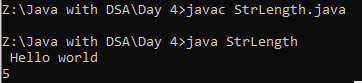 Z:\Java with DSA\Day 4>javac StrLength.java
Z:\Java with DSA\Day 4>java StrLength
 Hello world
5